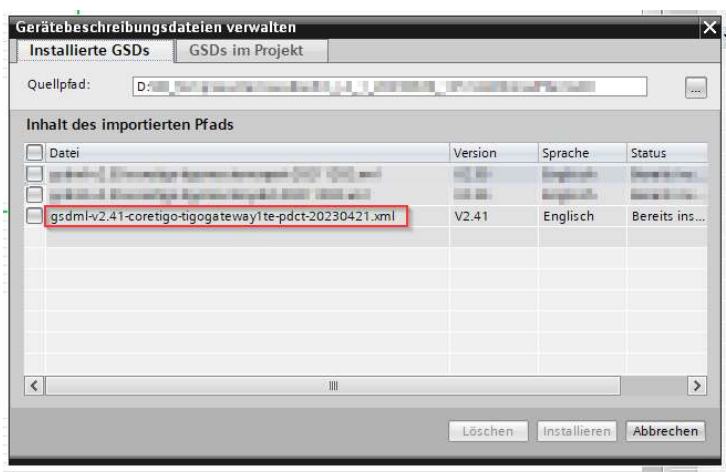 Gerätebeschreibungsdateien verwalten
Installierte GSDs GSDs im Projekt
Quellpfad: D:
Inhalt des importierten Pfads
Datei Version Sprache Status
gsdml-v2.41-coretigo-tigogateway1te-pdct-20230421.xml V2.41 Englisch Bereits ins...
Löschen Installieren Abbrechen